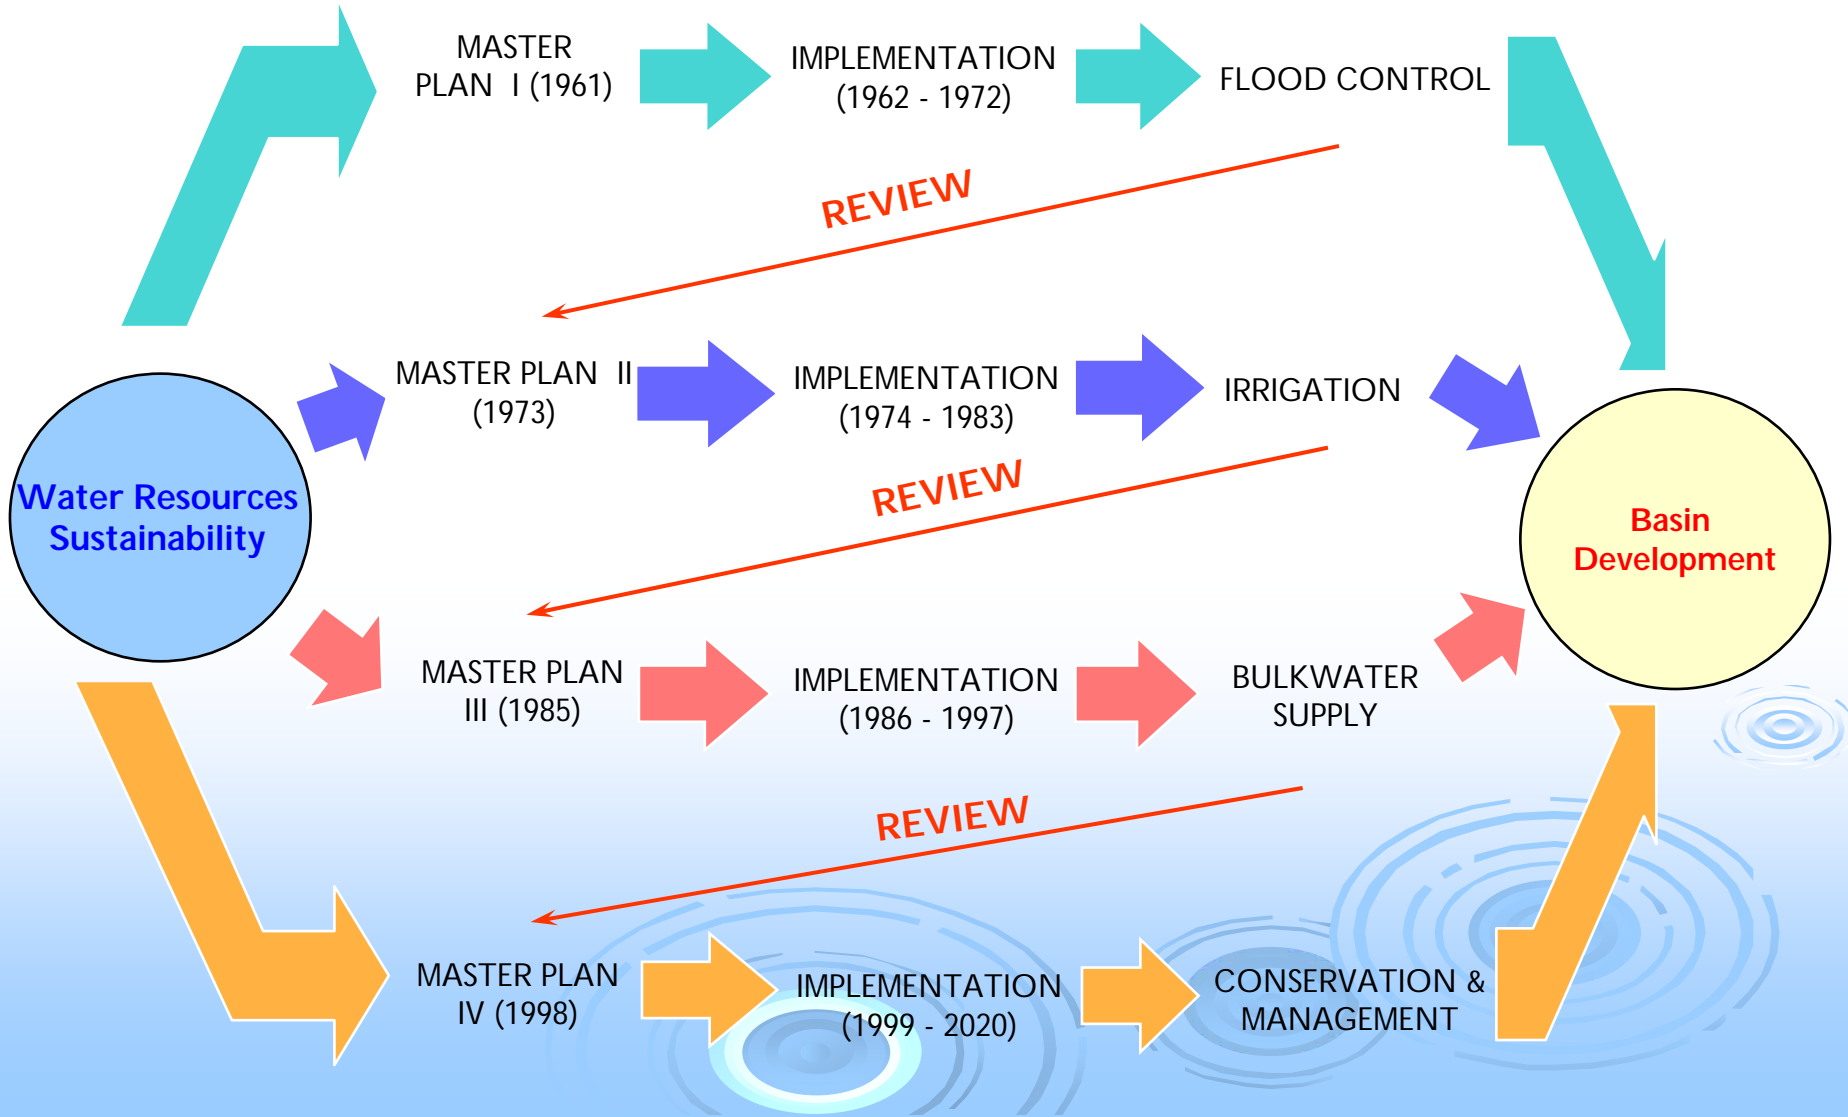 MASTER
PLAN I (1961)
IMPLEMENTATION
(1962 - 1972)
FLOOD CONTROL
REVIEW
MASTER PLAN II
(1973)
IMPLEMENTATION
(1974 - 1983)
IRRIGATION
Water Resources
Sustainability
REVIEW
Basin
Development
MASTER PLAN
III (1985)
IMPLEMENTATION
(1986 - 1997)
BULKWATER
SUPPLY
REVIEW
MASTER PLAN
IV (1998)
IMPLEMENTATION
(1999 - 2020)
CONSERVATION &
MANAGEMENT